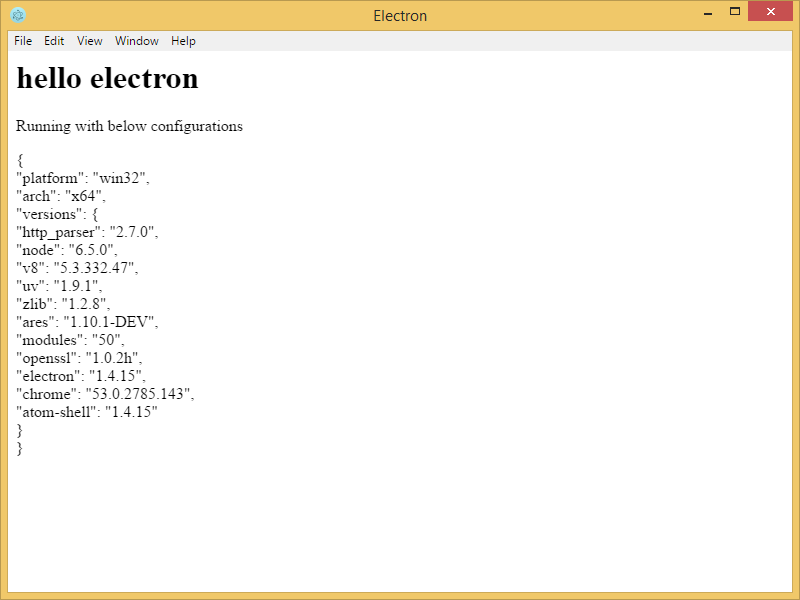 Electron
File Edit View Window Help
hello electron
Running with below configurations
{
"platform": "win32",
"arch": "x64",
"versions": {
"http_parser": "2.7.0",
"node": "6.5.0",
"v8": "5.3.332.47",
"uv": "1.9.1",
"zlib": "1.2.8",
"ares": "1.10.1-DEV",
"modules": "50",
"openssl": "1.0.2h",
"electron": "1.4.15",
"chrome": "53.0.2785.143",
"atom-shell": "1.4.15"
}
}